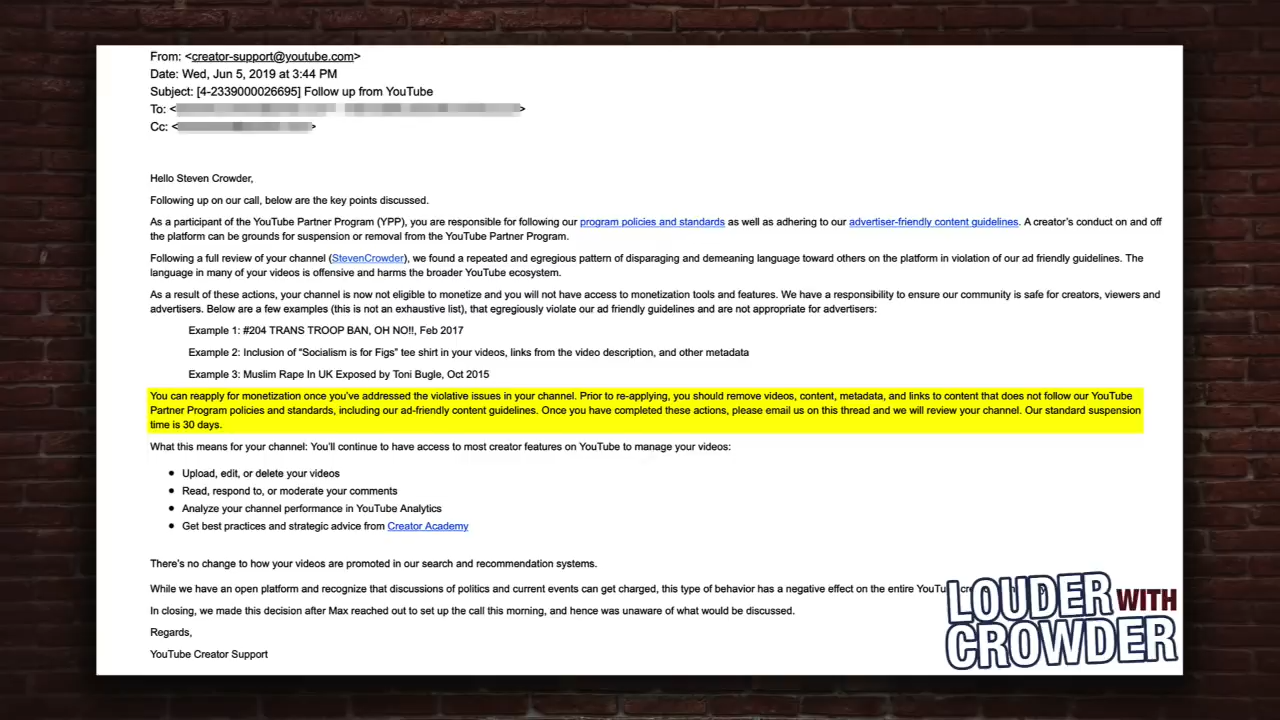 From: <creator-support@youtube.com>
Date: Wed, Jun 5, 2019 at 3:44 PM
Subject: [4-2339000026695] Follow up from YouTube
To: < >
Cc: < >
Hello Steven Crowder,
Following up on our call, below are the key points discussed.
As a participant of the YouTube Partner Program (YPP), you are responsible for following our program policies and standards as well as adhering to our advertiser-friendly content guidelines. A creator's conduct on and off
the platform can be grounds for suspension or removal from the YouTube Partner Program.
Following a full review of your channel (StevenCrowder), we found a repeated and egregious pattern of disparaging and demeaning language toward others on the platform in violation of our ad friendly guidelines. The
language in many of your videos is offensive and harms the broader YouTube ecosystem.
As a result of these actions, your channel is now not eligible to monetize and you will not have access to monetization tools and features. We have a responsibility to ensure our community is safe for creators, viewers and
advertisers. Below are a few examples (this is not an exhaustive list), that egregiously violate our ad friendly guidelines and are not appropriate for advertisers:
Example 1: #204 TRANS TROOP BAN, OH NO!!, Feb 2017
Example 2: Inclusion of "Socialism is for Figs" tee shirt in your videos, links from the video description, and other metadata
Example 3: Muslim Rape In UK Exposed by Toni Bugle, Oct 2015
You can reapply for monetization once you've addressed the violative issues in your channel. Prior to re-applying, you should remove videos, content, metadata, and links to content that does not follow our YouTube
Partner Program policies and standards, including our ad-friendly content guidelines. Once you have completed these actions, please email us on this thread and we will review your channel. Our standard suspension
time is 30 days.
What this means for your channel: You'll continue to have access to most creator features on YouTube to manage your videos:
• Upload, edit, or delete your videos
• Read, respond to, or moderate your comments
• Analyze your channel performance in YouTube Analytics
• Get best practices and strategic advice from Creator Academy
There's no change to how your videos are promoted in our search and recommendation systems.
While we have an open platform and recognize that discussions of politics and current events can get charged, this type of behavior has a negative effect on the entire
In closing, we made this decision after Max reached out to set up the call this morning, and hence was unaware of what would be discussed.
Regards,
YouTube Creator Support
LOUDER WITH
CROWDER